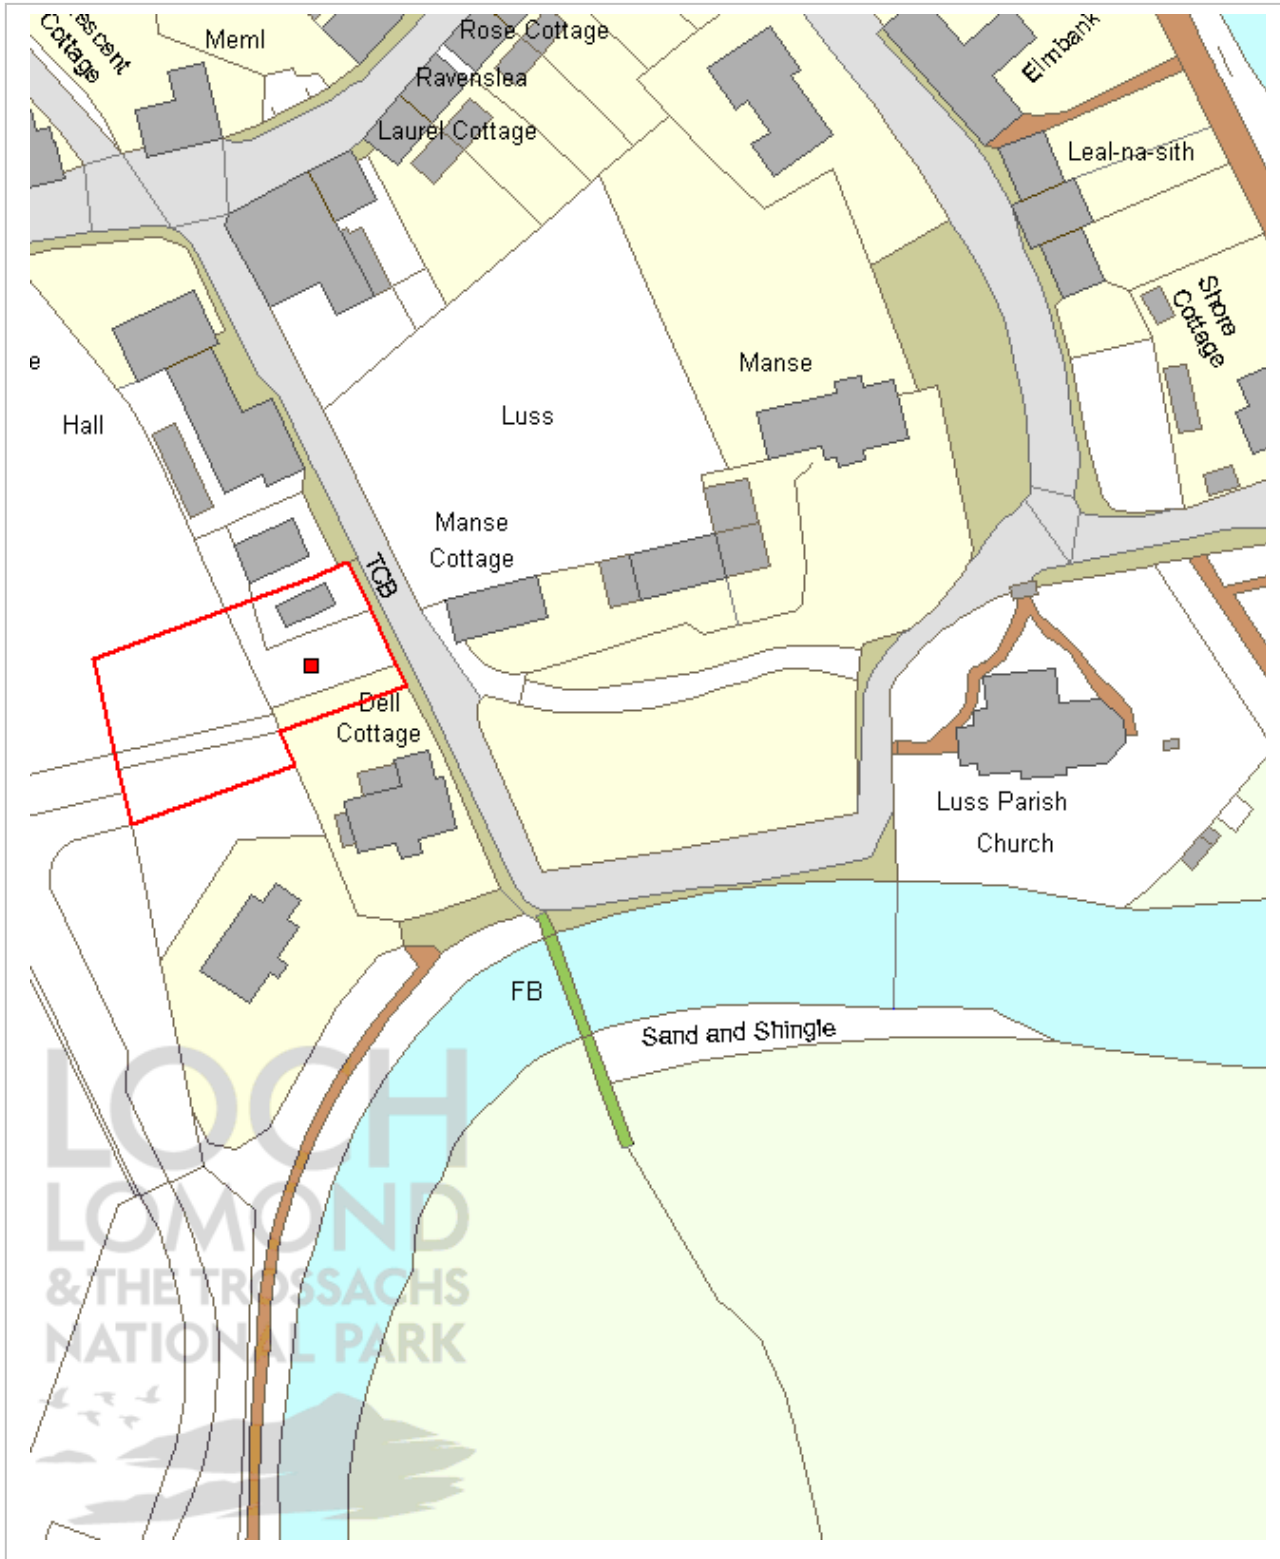 Cottage
Meml
Rose Cottage
Ravenslea
Laurel Cottage
Elmbank
Leal-na-sith
Shore
Cottage
e
Hall
Luss
Manse
Manse
Cottage
TCB
Dell
Cottage
Luss Parish
Church
FB
Sand and Shingle
LOCH
LOMOND
& THE TROSSACHS
NATIONAL PARK